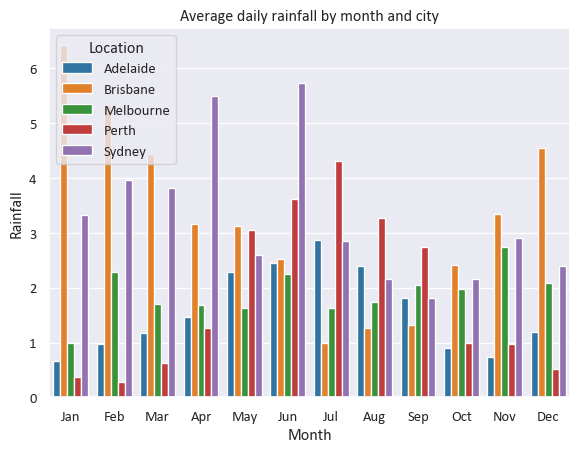 Average daily rainfall by month and city
Location
Adelaide
Brisbane
Melbourne
Perth
Sydney
6
5
4
3
2
1
0
Rainfall
Jan Feb Mar Apr May Jun Jul Aug Sep Oct Nov Dec
Month